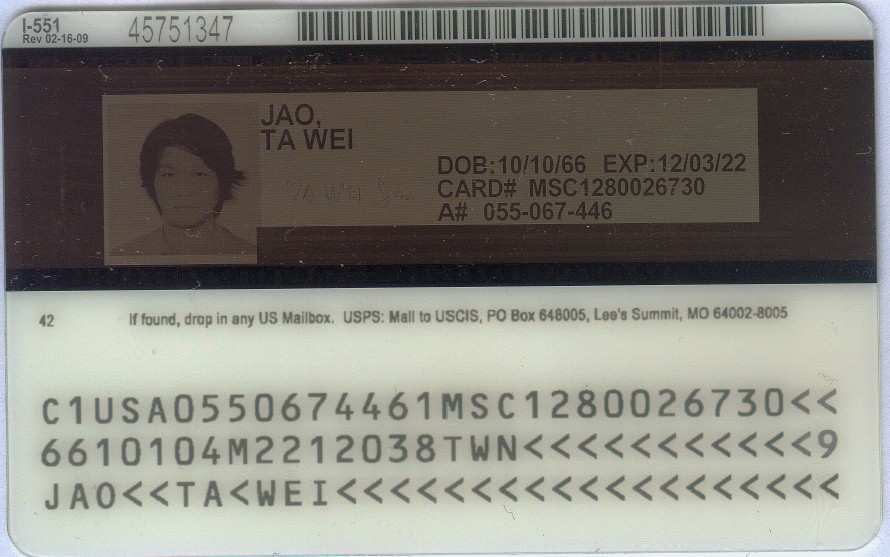 I-551
Rev 02-16-09
45751347
JAO,
TA WEI
DOB:10/10/66 EXP:12/03/22
CARD# MSC1280026730
A# 055-067-446
42
If found, drop in any US Mailbox. USPS: Mail to USCIS, PO Box 648005, Lee's Summit, MO 64002-8005
C1USA0550674461MSC1280026730<<
6610104M2212038TWN<<<<<<<<<<<9
JAO<<TA<WEI<<<<<<<<<<<<<<<<<<<